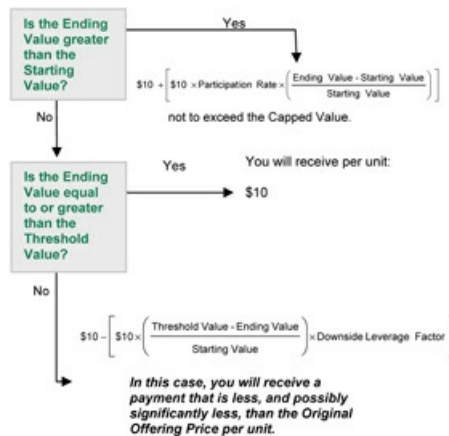 Is the Ending
Value greater
than the
Starting
Value?
Yes
$10 + [ $10 × Participation Rate × ( Ending Value - Starting Value / Starting Value ) ]
not to exceed the Capped Value.
No
You will receive per unit:
Yes
$10
Is the Ending
Value equal
to or greater
than the
Threshold
Value?
No
$10 − [ $10 × ( Threshold Value - Ending Value / Starting Value ) × Downside Leverage Factor
In this case, you will receive a
payment that is less, and possibly
significantly less, than the Original
Offering Price per unit.